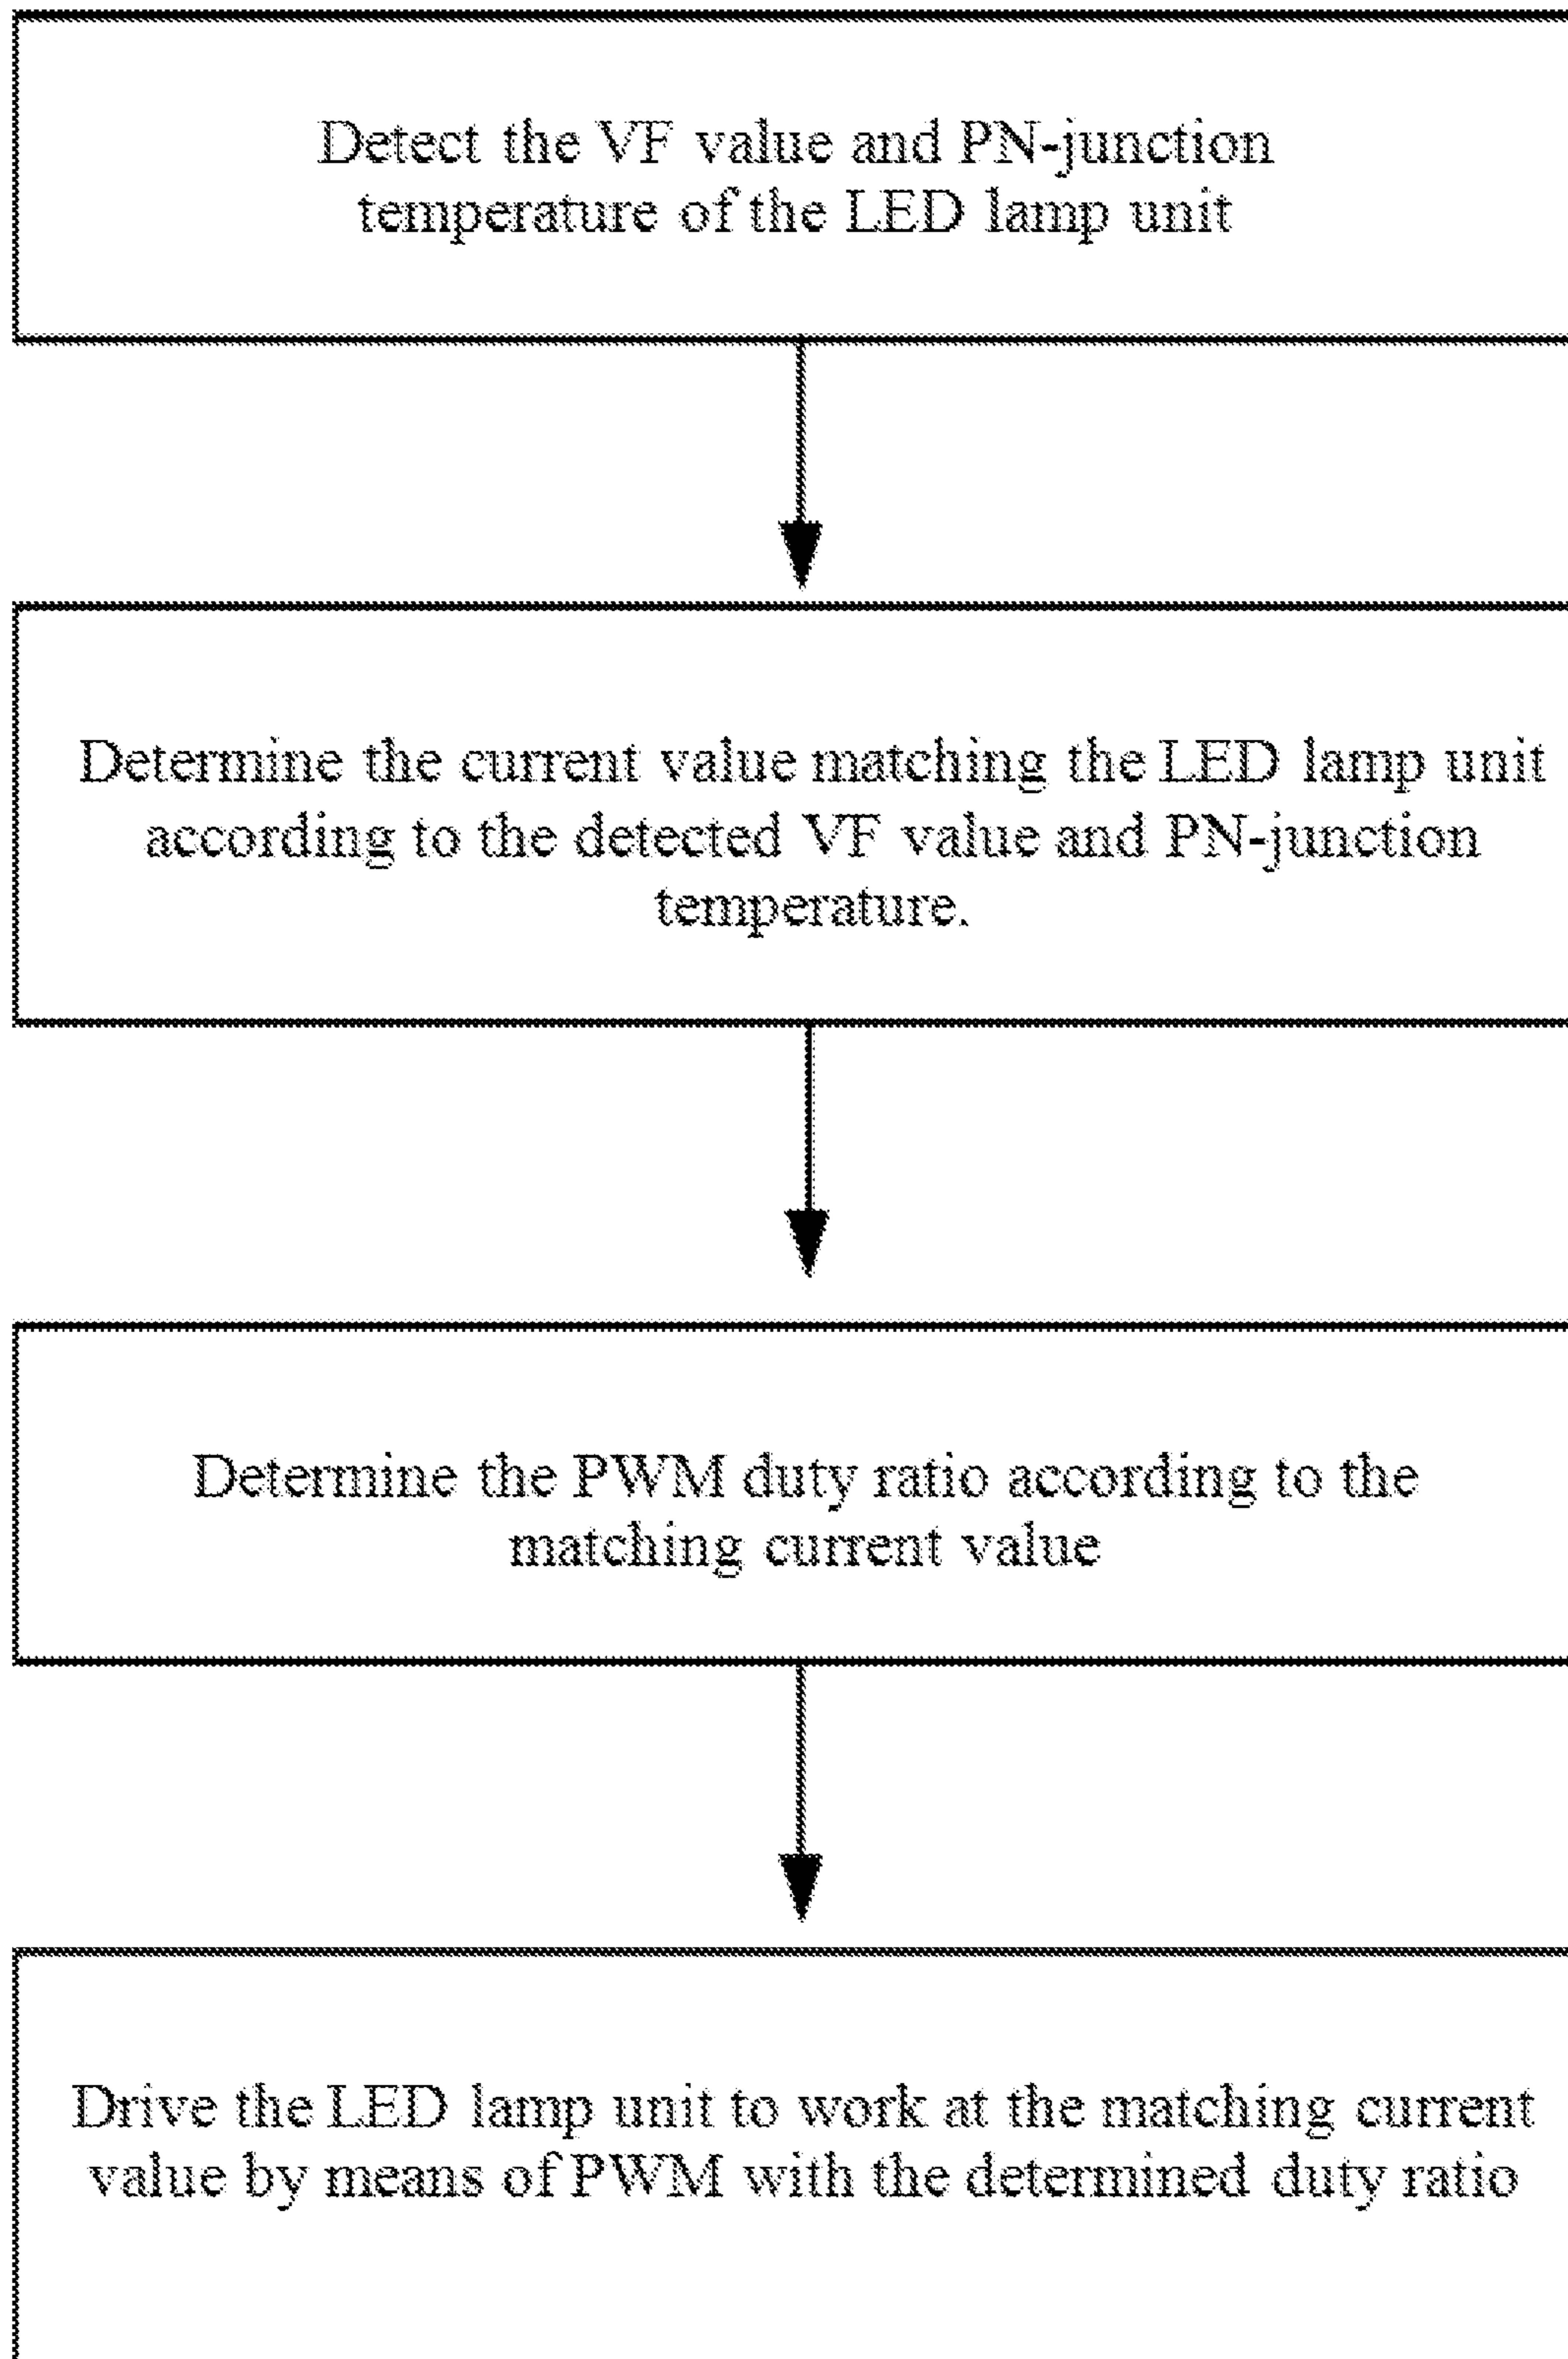 Detect the VF value and PN-junction
temperature of the LED lamp unit
Determine the current value matching the LED lamp unit
according to the detected VF value and PN-junction
temperature.
Determine the PWM duty ratio according to the
matching current value
Drive the LED lamp unit to work at the matching current
value by means of PWM with the determined duty ratio